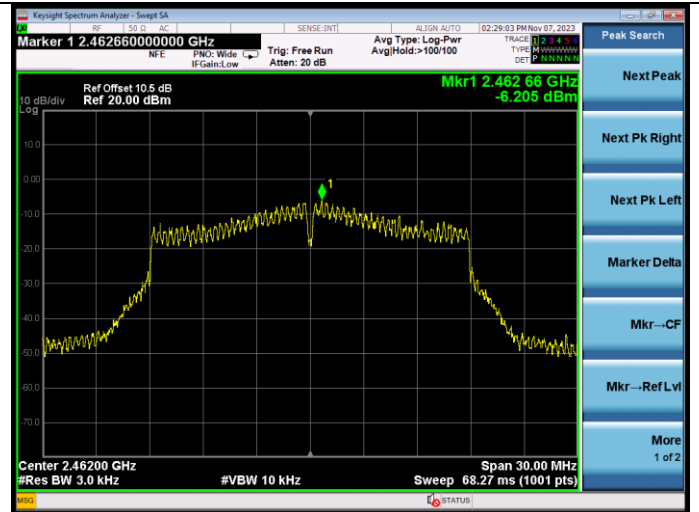 Keysight Spectrum Analyzer - Swept SA
RF 50 Ω AC SENSE:INT ALIGN AUTO 02:29:03 PM Nov 07, 2023
Marker 1 2.462660000000 GHz
NFE
PNO: Wide
IFGain:Low
Trig: Free Run
Atten: 20 dB
Avg Type: Log-Pwr
Avg|Hold:>100/100
TRACE 1 2 3 4 5 6
TYPE M
DET P N N N N N
Ref Offset 10.5 dB
Ref 20.00 dBm
10 dB/div
Log
Mkr1 2.462 66 GHz
-6.205 dBm
10.0
0.00
-10.0
-20.0
-30.0
-40.0
-50.0
-60.0
-70.0
1
Center 2.46200 GHz
#Res BW 3.0 kHz
#VBW 10 kHz
Span 30.00 MHz
Sweep 68.27 ms (1001 pts)
MSG
STATUS
Peak Search
Next Peak
Next Pk Right
Next Pk Left
Marker Delta
Mkr→CF
Mkr→Ref Lvl
More
1 of 2